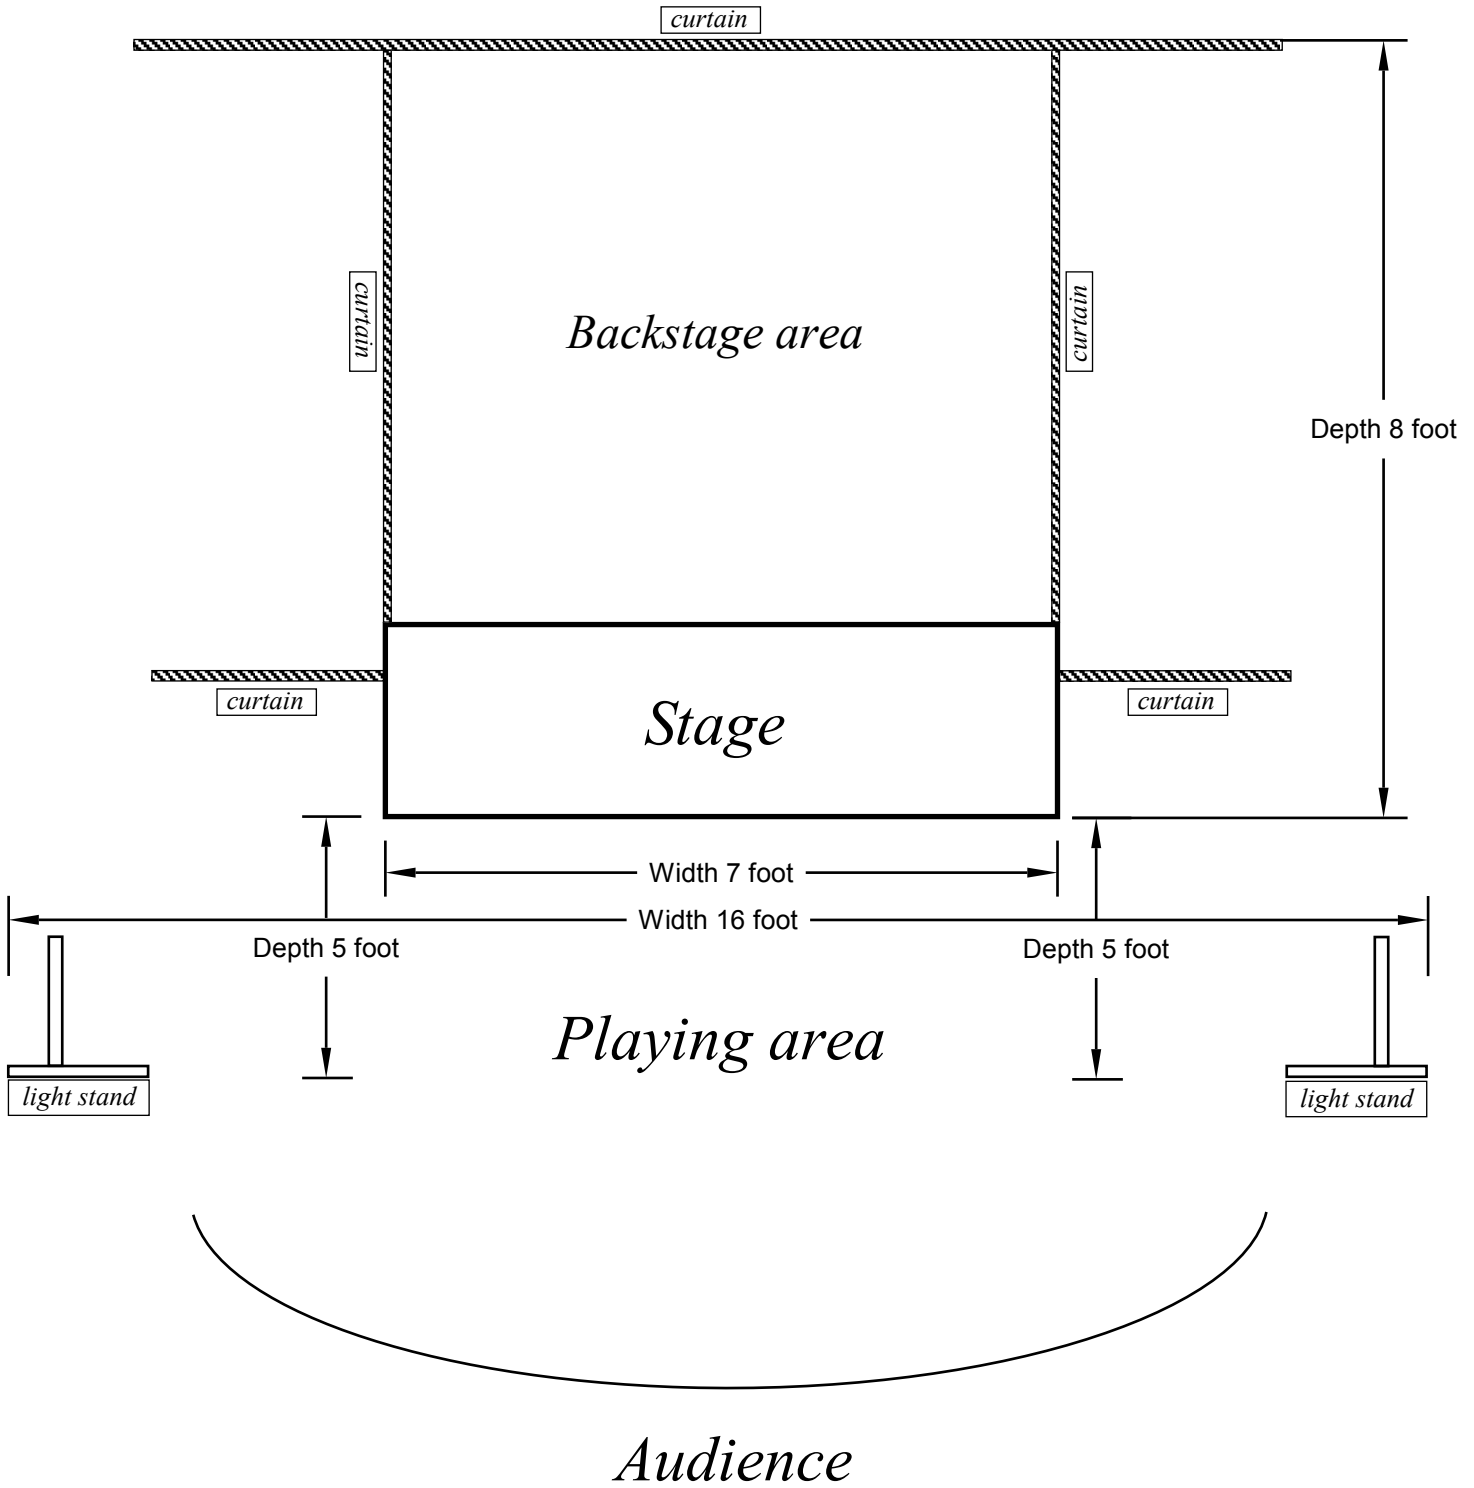 curtain
curtain
Backstage area
curtain
Depth 8 foot
curtain
Stage
curtain
Width 7 foot
Width 16 foot
Depth 5 foot
Depth 5 foot
Playing area
light stand
light stand
Audience